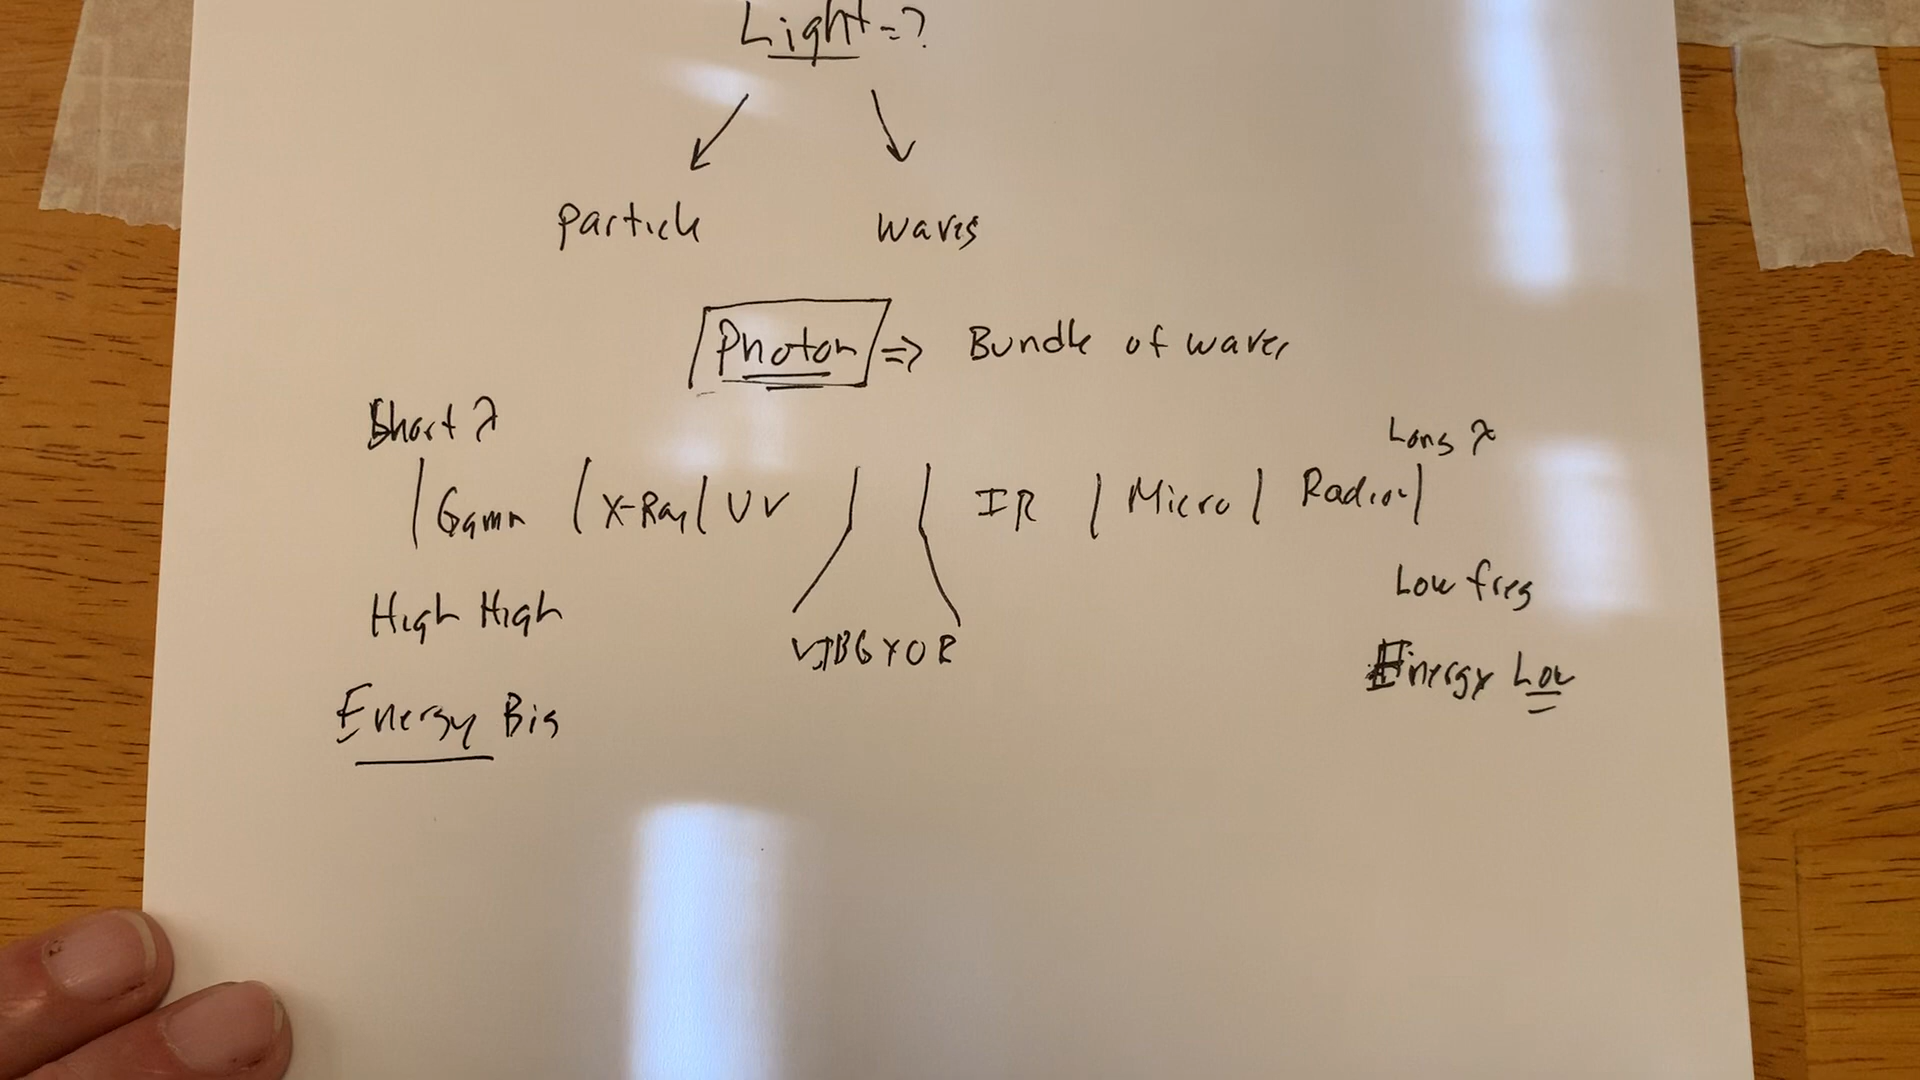 Light = ?
Particle Waves
Photon => Bundle of waves
Short λ Long λ
| Gamm | X-Ray | UV | | IR | Micro | Radio |
Low freq
High High
VIBGYOR
Energy Low
Energy Big